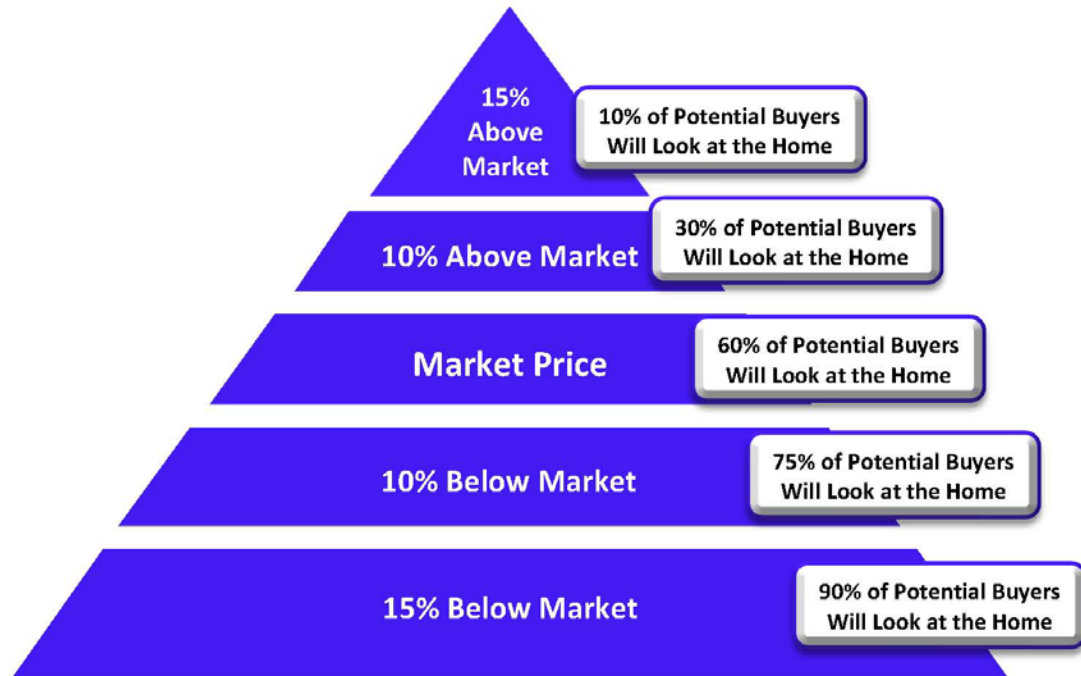 15%
Above
Market
10% of Potential Buyers
Will Look at the Home
10% Above Market
30% of Potential Buyers
Will Look at the Home
Market Price
60% of Potential Buyers
Will Look at the Home
10% Below Market
75% of Potential Buyers
Will Look at the Home
15% Below Market
90% of Potential Buyers
Will Look at the Home